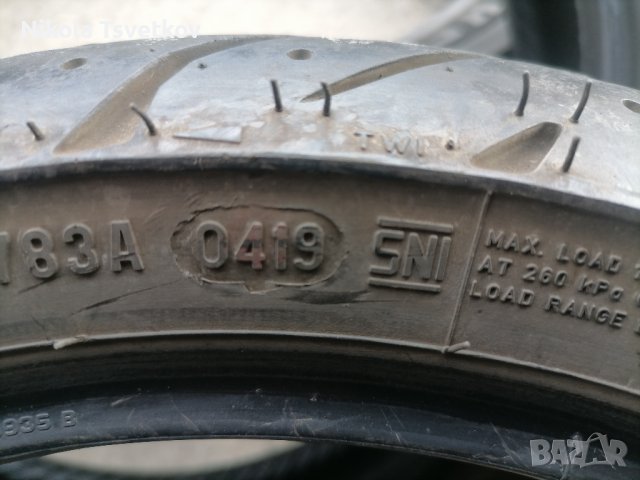 Nikola Tsvetkov
TWI
183A 0419 SNI
MAX. LOAD
AT 260 kPa
LOAD RANGE
935 B
BAZAR